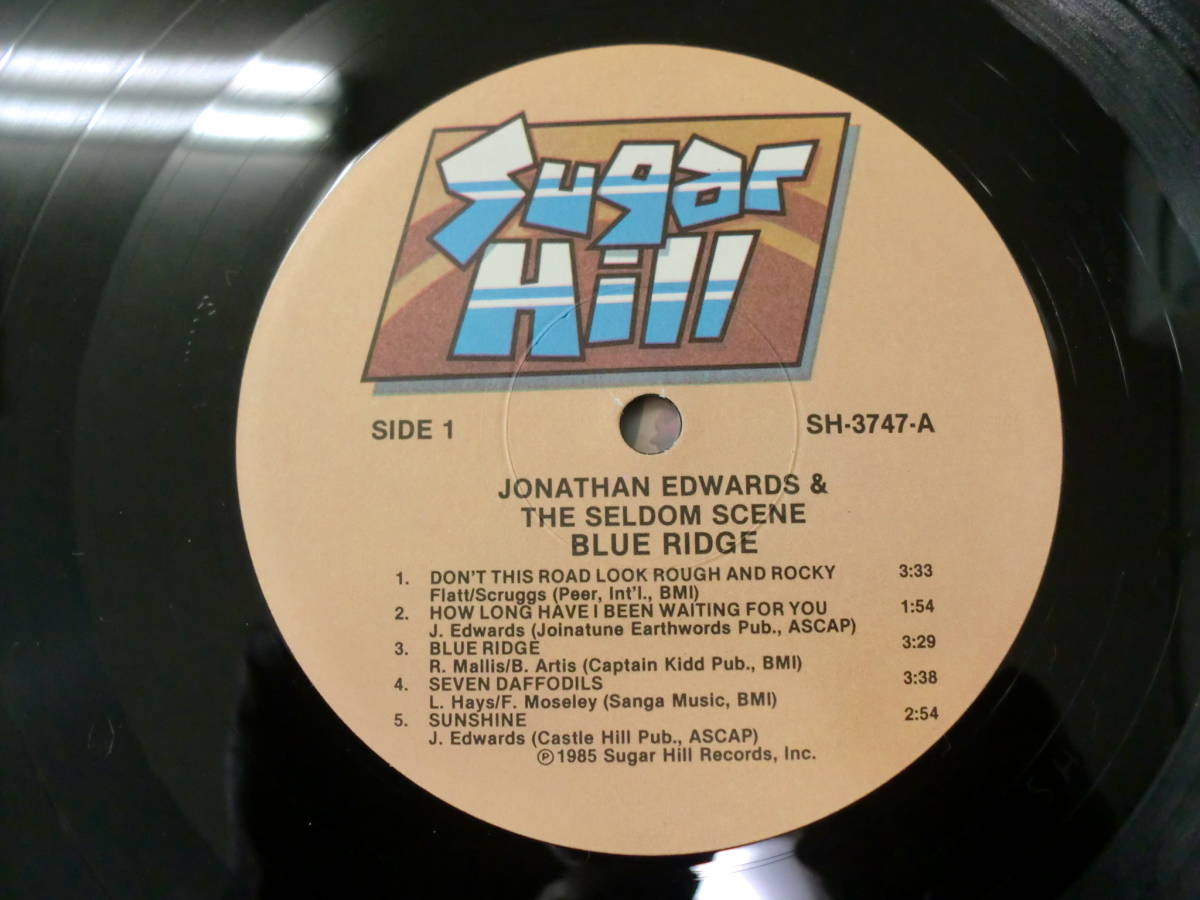 Sugar
Hill
SIDE 1
SH-3747-A
JONATHAN EDWARDS &
THE SELDOM SCENE
BLUE RIDGE
1. DON'T THIS ROAD LOOK ROUGH AND ROCKY 3:33
Flatt/Scruggs (Peer, Int'l., BMI)
2. HOW LONG HAVE I BEEN WAITING FOR YOU 1:54
J. Edwards (Joinatune Earthwords Pub., ASCAP)
3. BLUE RIDGE 3:29
R. Mallis/B. Artis (Captain Kidd Pub., BMI)
4. SEVEN DAFFODILS 3:38
L. Hays/F. Moseley (Sanga Music, BMI)
5. SUNSHINE 2:54
J. Edwards (Castle Hill Pub., ASCAP)
℗ 1985 Sugar Hill Records, Inc.